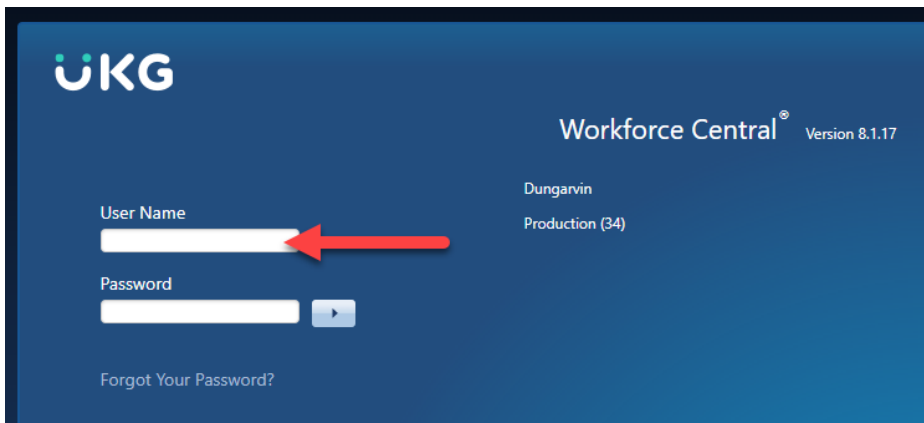 UKG
Workforce Central® Version 8.1.17
Dungarvin
Production (34)
User Name
Password
Forgot Your Password?